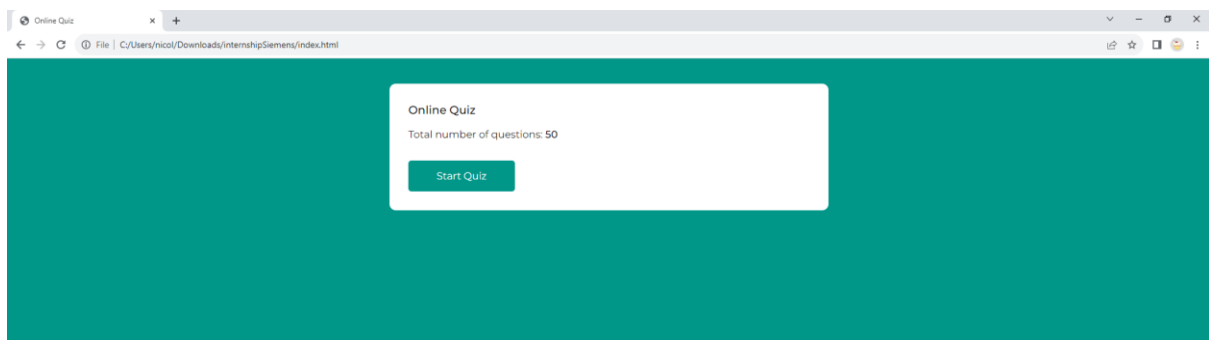 Online Quiz
File | C:/Users/nicol/Downloads/internshipSiemens/index.html
Online Quiz
Total number of questions: 50
Start Quiz